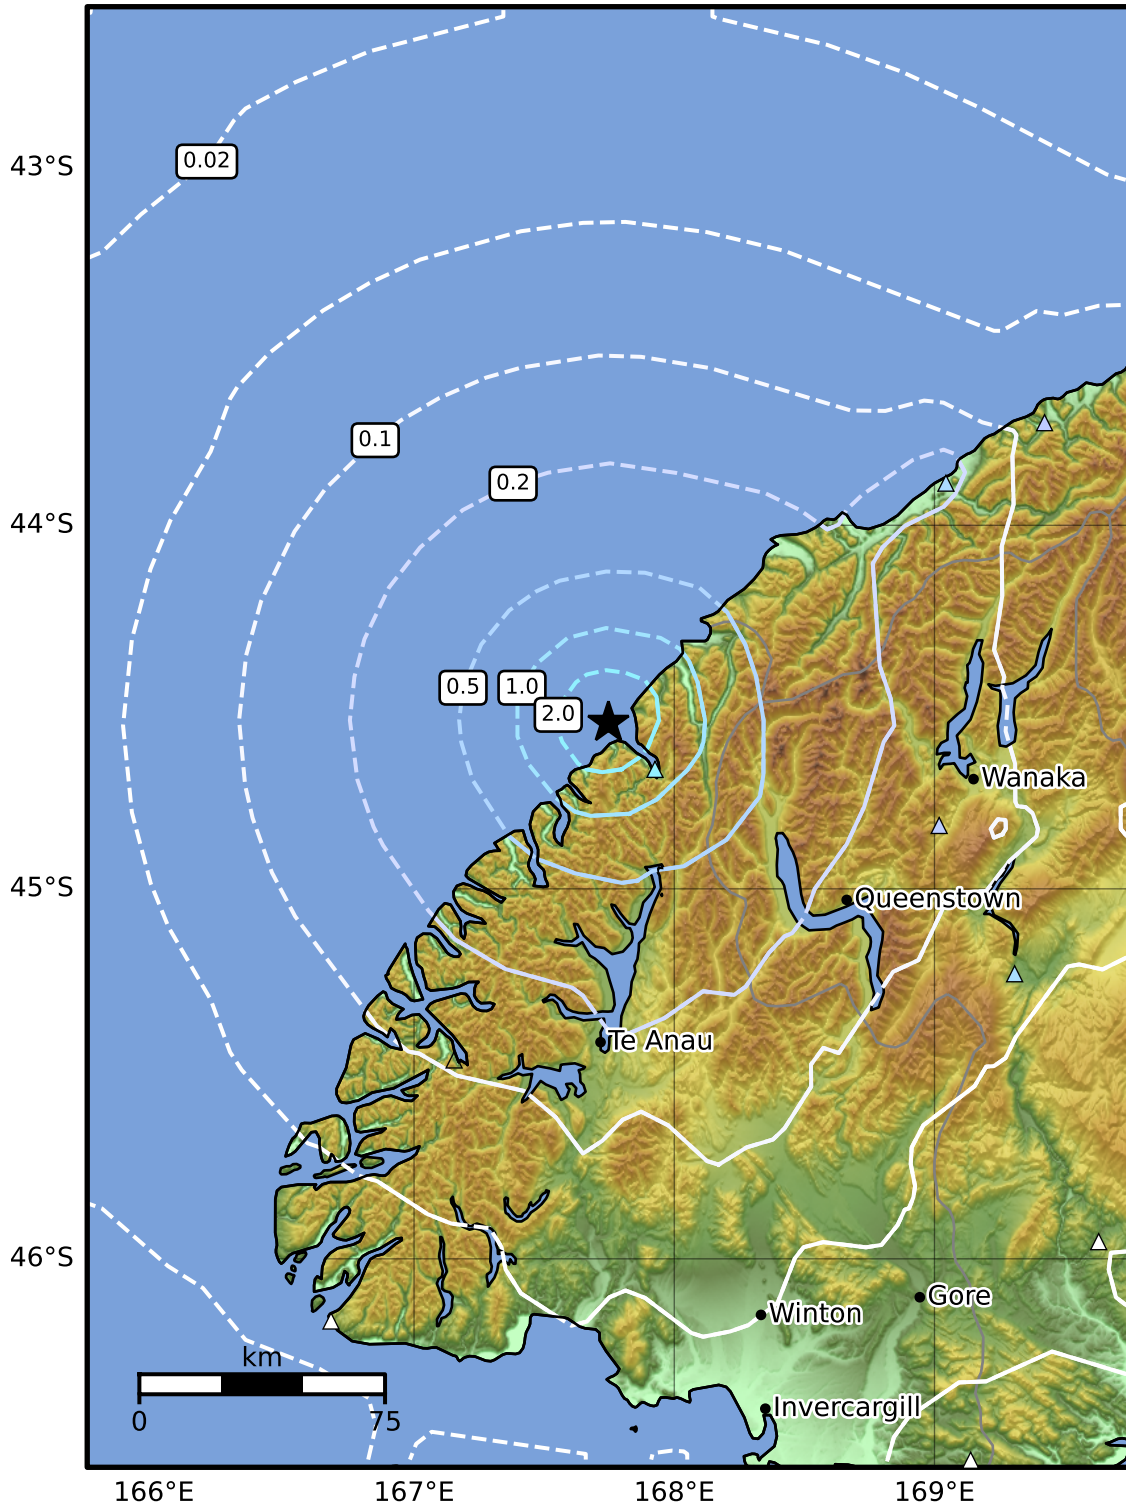 0.02
43°S
0.1
0.2
44°S
0.5
1.0
2.0
Wanaka
45°S
Queenstown
Te Anau
46°S
Gore
Winton
km
0
75
Invercargill
166°E
167°E
168°E
169°E